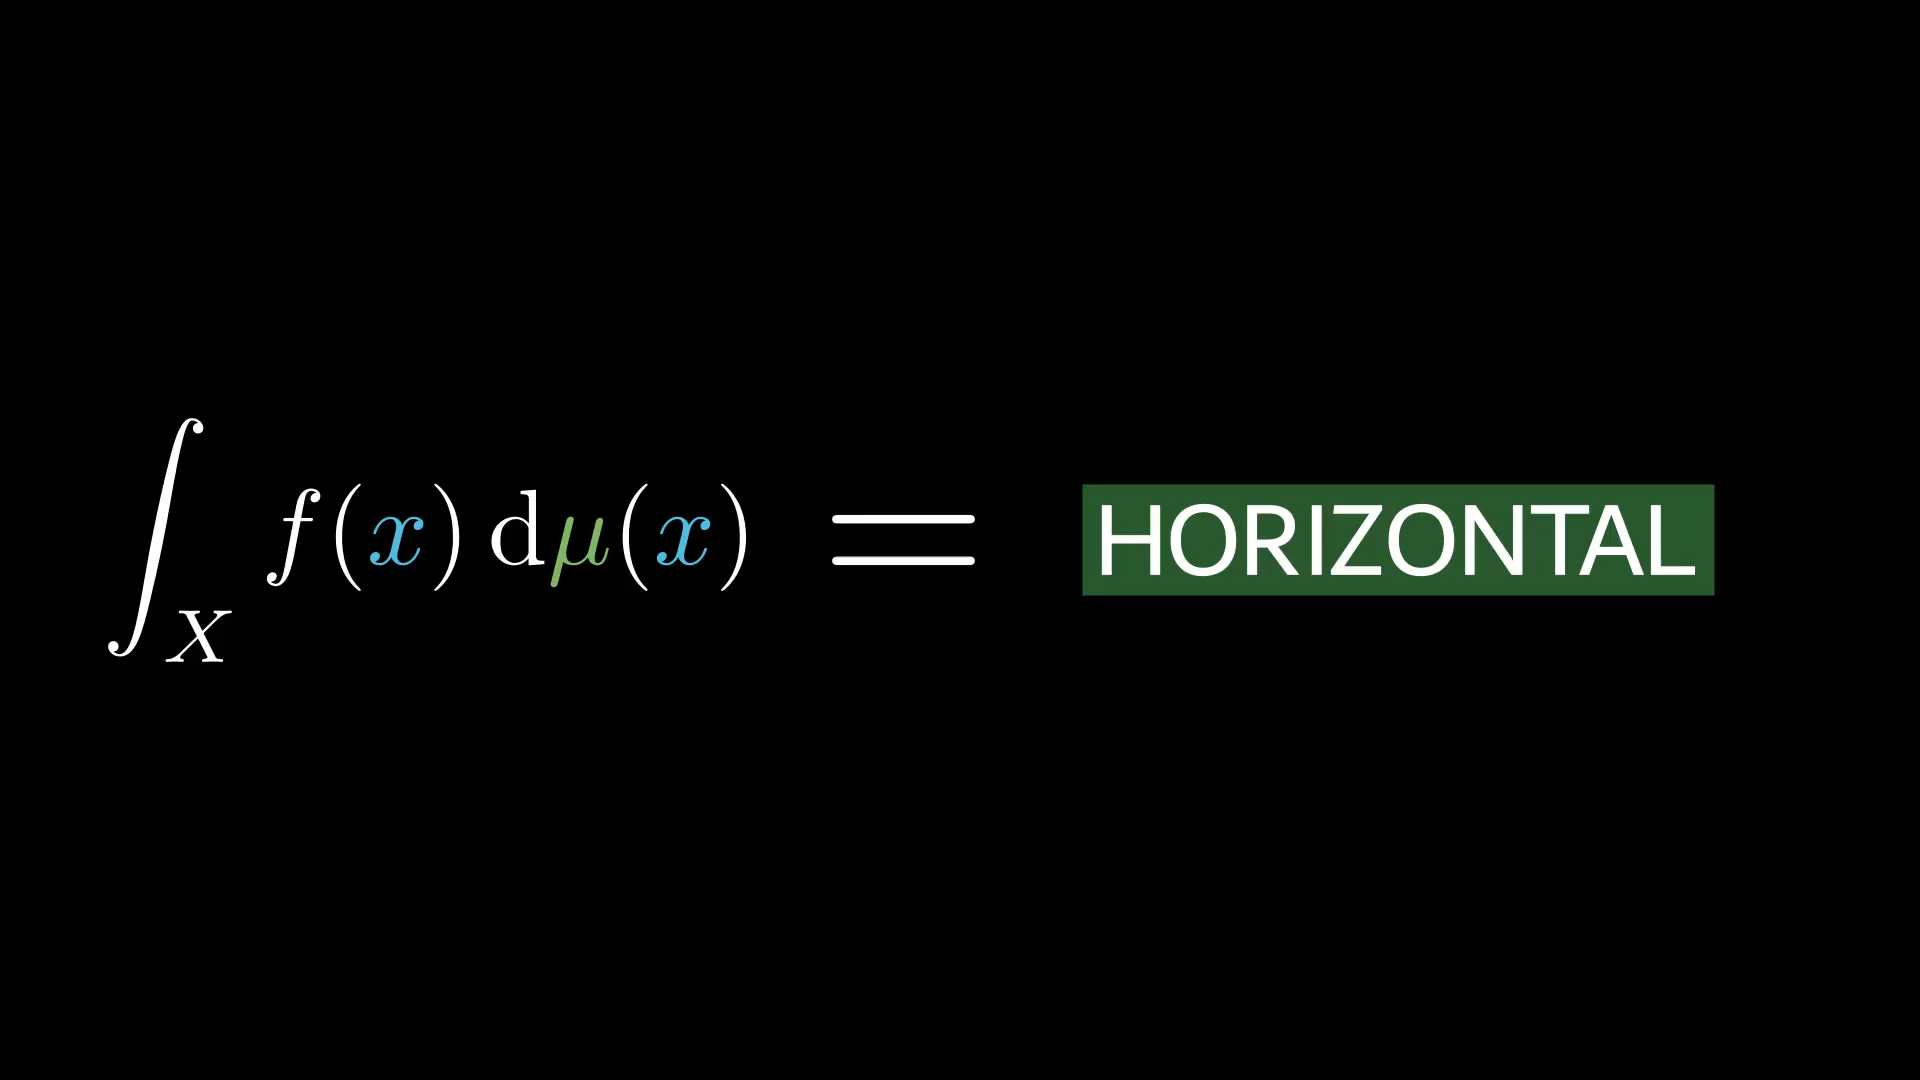 ∫_X f(x) dμ(x) = HORIZONTAL